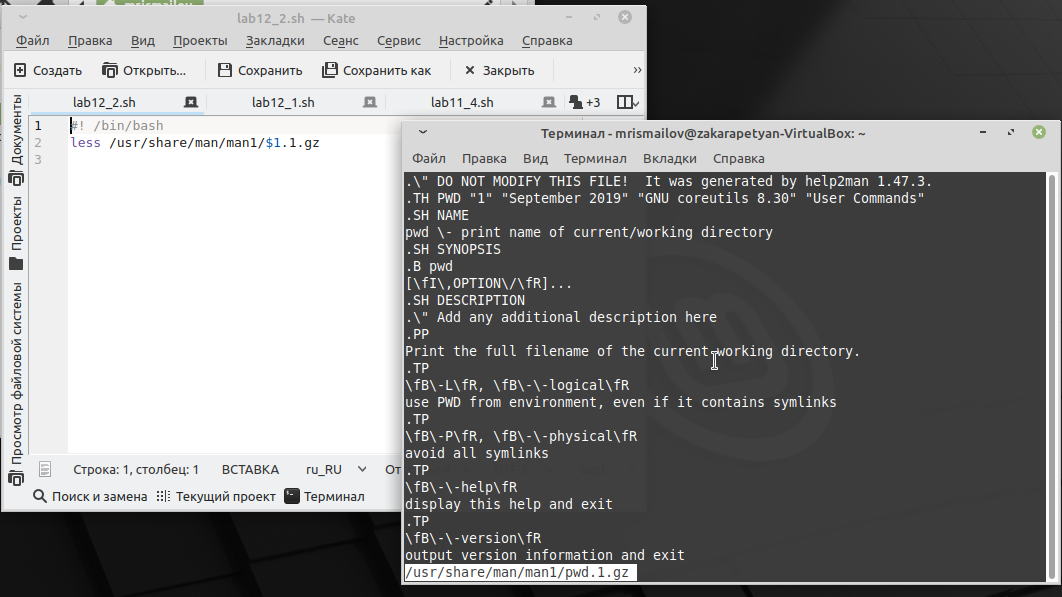 mrismailov
lab12_2.sh — Kate
Файл Правка Вид Проекты Закладки Сеанс Сервис Настройка Справка
Создать Открыть... Сохранить Сохранить как Закрыть »
lab12_2.sh lab12_1.sh lab11_4.sh +3
Документы
Проекты
Просмотр файловой системы
1 #! /bin/bash
2 less /usr/share/man/man1/$1.1.gz
3
Строка: 1, столбец: 1 ВСТАВКА ru_RU От
Поиск и замена Текущий проект Терминал
Терминал - mrismailov@zakarapetyan-VirtualBox: ~
Файл Правка Вид Терминал Вкладки Справка
.\" DO NOT MODIFY THIS FILE!  It was generated by help2man 1.47.3.
.TH PWD "1" "September 2019" "GNU coreutils 8.30" "User Commands"
.SH NAME
pwd \- print name of current/working directory
.SH SYNOPSIS
.B pwd
[\fI\,OPTION\/\fR]...
.SH DESCRIPTION
.\" Add any additional description here
.PP
Print the full filename of the current working directory.
.TP
\fB\-L\fR, \fB\-\-logical\fR
use PWD from environment, even if it contains symlinks
.TP
\fB\-P\fR, \fB\-\-physical\fR
avoid all symlinks
.TP
\fB\-\-help\fR
display this help and exit
.TP
\fB\-\-version\fR
output version information and exit
/usr/share/man/man1/pwd.1.gz